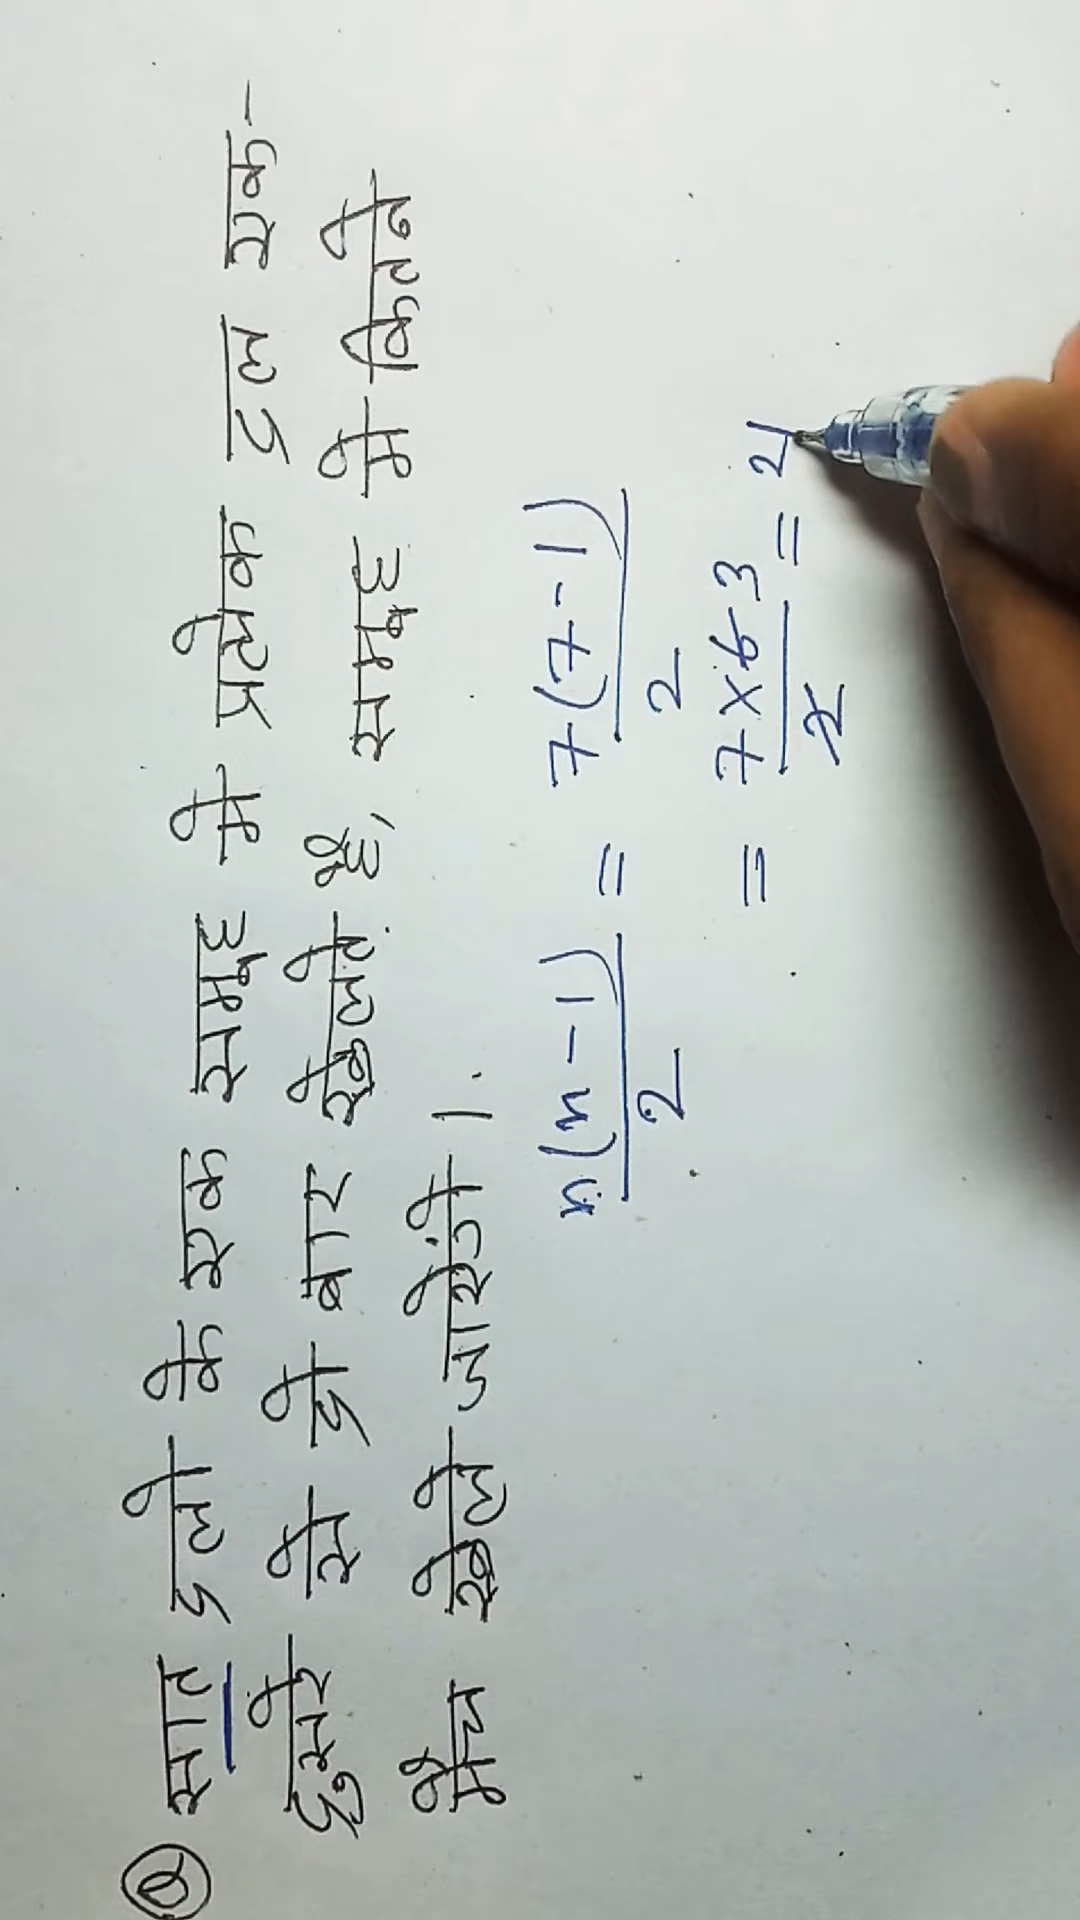 Q सात दलो के एक समूह मे प्रत्येक दल एक-
दुसरे से दो बार खेलते है, समूह मे कितने
मैच खेले जाएंगे ।.
n(n-1)/2 = 7(7-1)/2
= 7×6 3/2 = 21